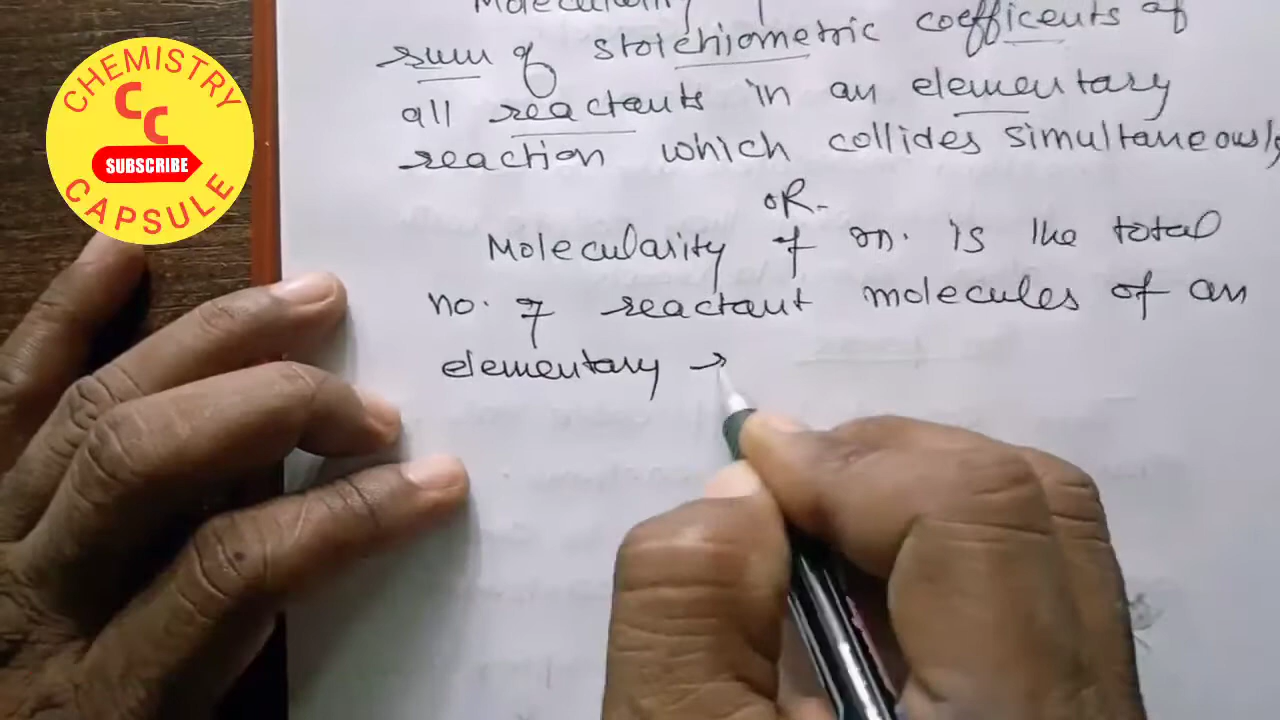 Molecularity
sum of stoichiometric coefficents of
all reactants in an elementary
reaction which collides simultaneously
OR.
Molecularity of rn. is the total
no. of reactant molecules of an
elementary
CHEMISTRY
CC
SUBSCRIBE
CAPSULE